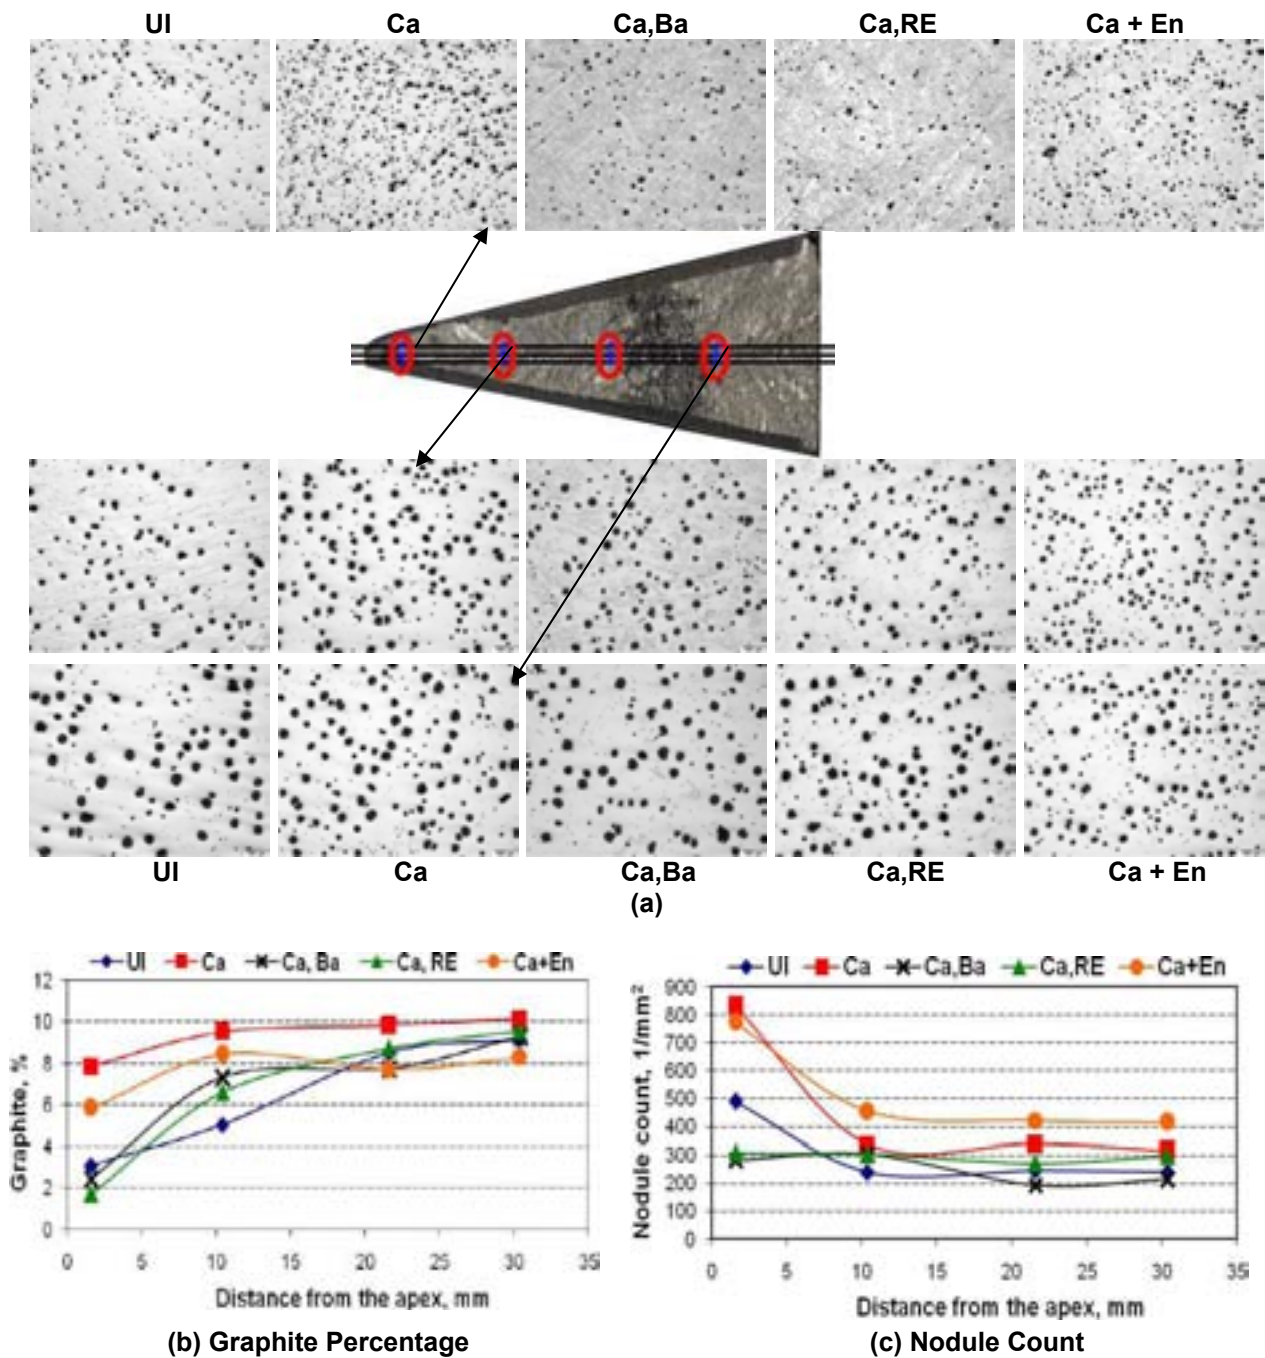 UI Ca Ca,Ba Ca,RE Ca + En
UI Ca Ca,Ba Ca,RE Ca + En
(a)
UI Ca Ca, Ba Ca, RE Ca+En
12
10
8
6
4
2
0
Graphite, %
0 5 10 15 20 25 30 35
Distance from the apex, mm
(b) Graphite Percentage
UI Ca Ca,Ba Ca,RE Ca+En
900
800
700
600
500
400
300
200
100
0
Nodule count, 1/mm²
0 5 10 15 20 25 30 35
Distance from the apex, mm
(c) Nodule Count